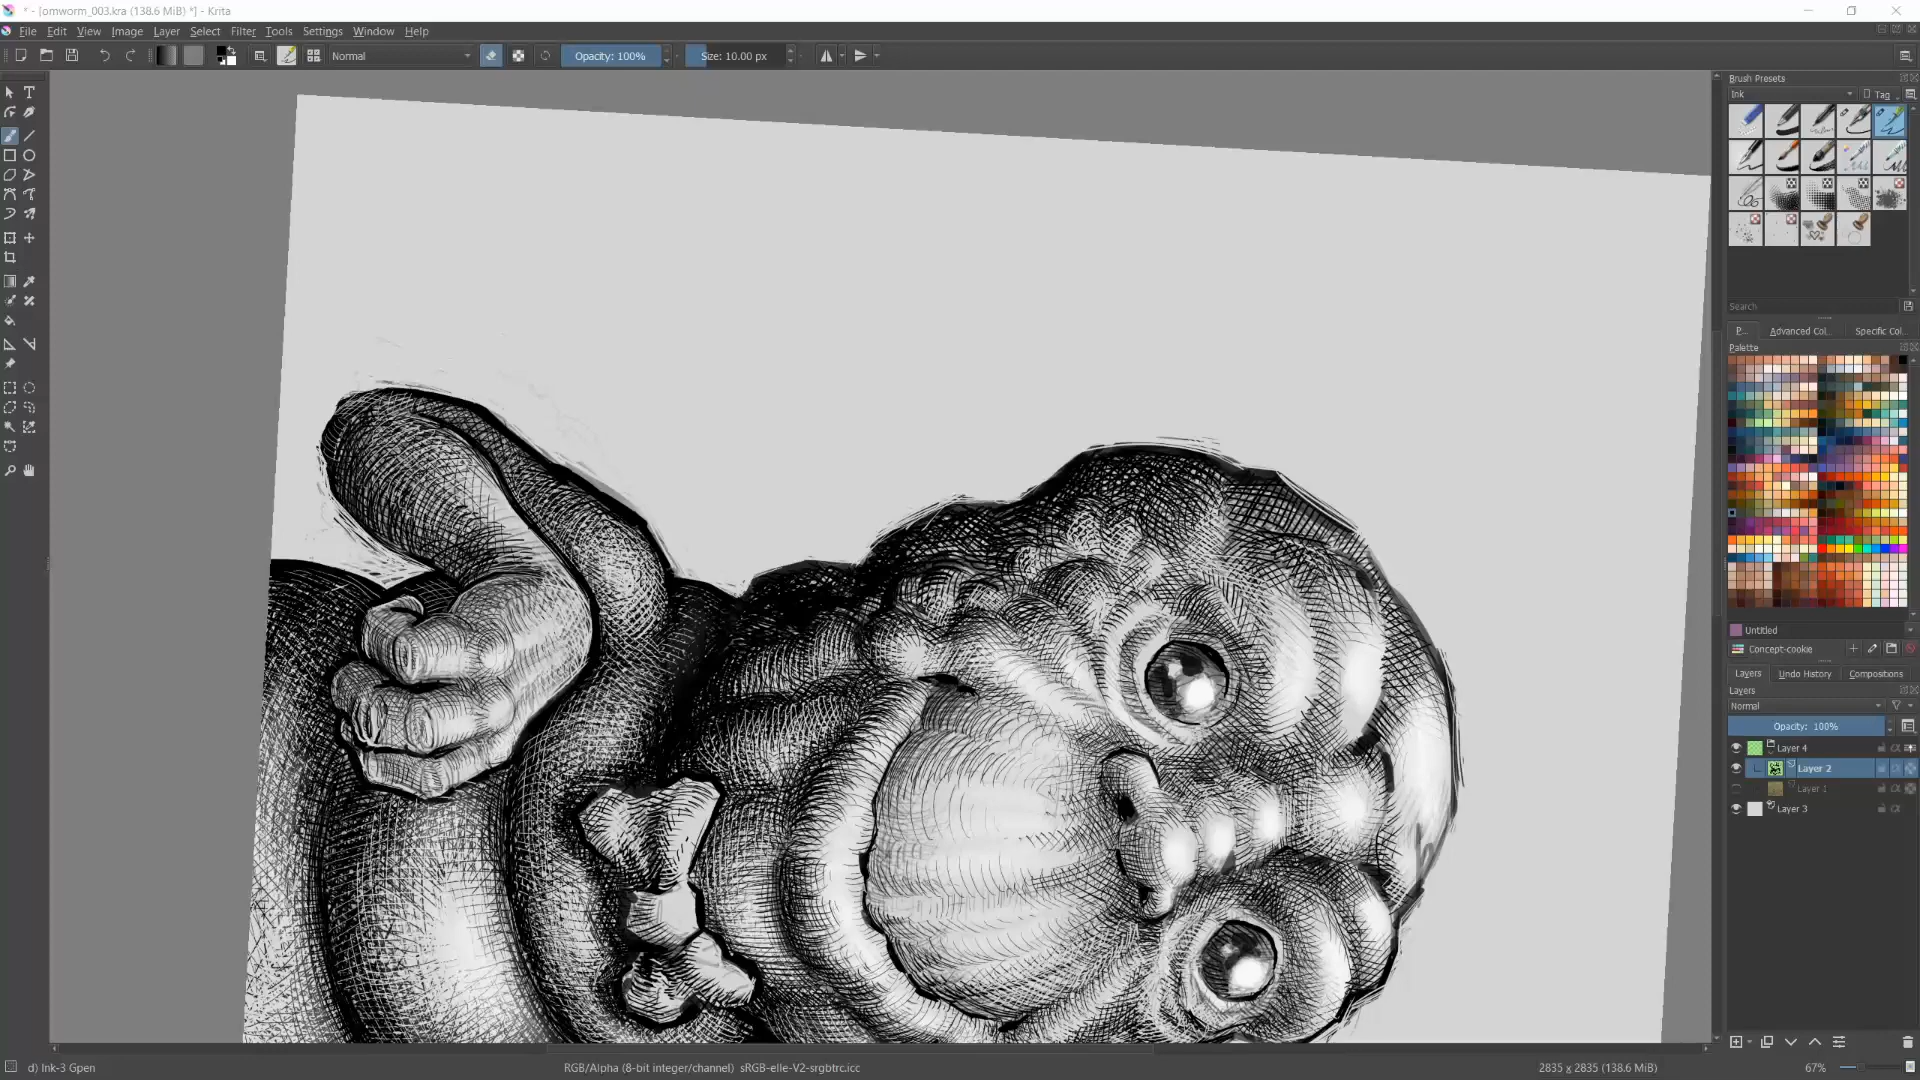 * - [omworm_003.kra (138.6 MiB) *] - Krita
File Edit View Image Layer Select Filter Tools Settings Window Help
Normal Opacity: 100% Size: 10.00 px
Brush Presets
Ink Tag
Search
P... Advanced Col... Specific Col...
Palette
Untitled
Concept-cookie
Layers Undo History Compositions
Layers
Normal
Opacity: 100%
Layer 4
Layer 2
Layer 1
Layer 3
d) Ink-3 Gpen RGB/Alpha (8-bit integer/channel) sRGB-elle-V2-srgbtrc.icc 2835 x 2835 (138.6 MiB) 67%